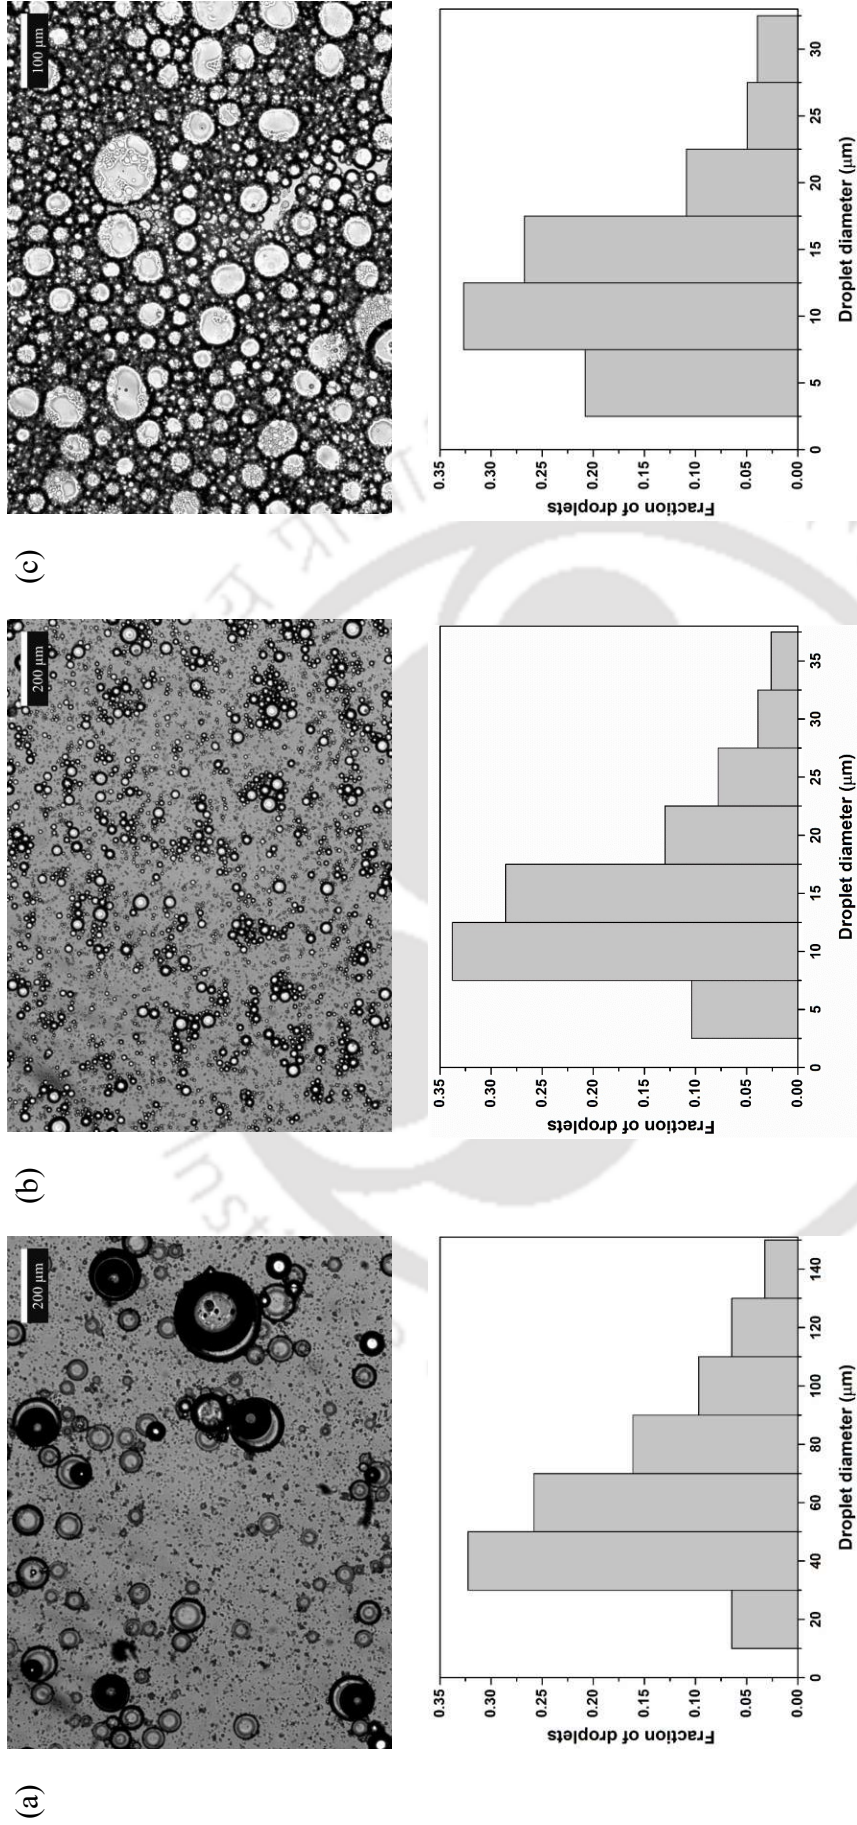 (a)
200 µm
0.35
0.30
0.25
0.20
0.15
0.10
0.05
0.00
Fraction of droplets
0 20 40 60 80 100 120 140
Droplet diameter (µm)
(b)
200 µm
0.35
0.30
0.25
0.20
0.15
0.10
0.05
0.00
Fraction of droplets
0 5 10 15 20 25 30 35
Droplet diameter (µm)
(c)
100 µm
0.35
0.30
0.25
0.20
0.15
0.10
0.05
0.00
Fraction of droplets
0 5 10 15 20 25 30
Droplet diameter (µm)